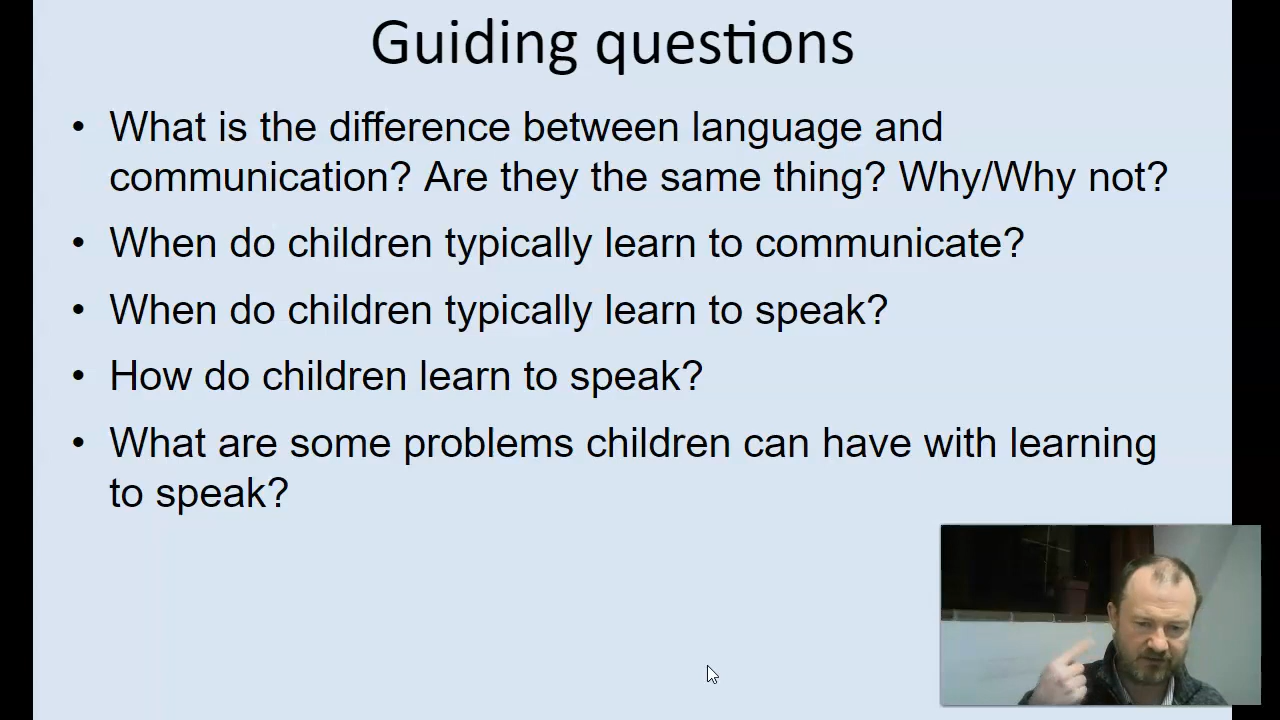 Guiding questions
• What is the difference between language and
communication? Are they the same thing? Why/Why not?
• When do children typically learn to communicate?
• When do children typically learn to speak?
• How do children learn to speak?
• What are some problems children can have with learning
to speak?